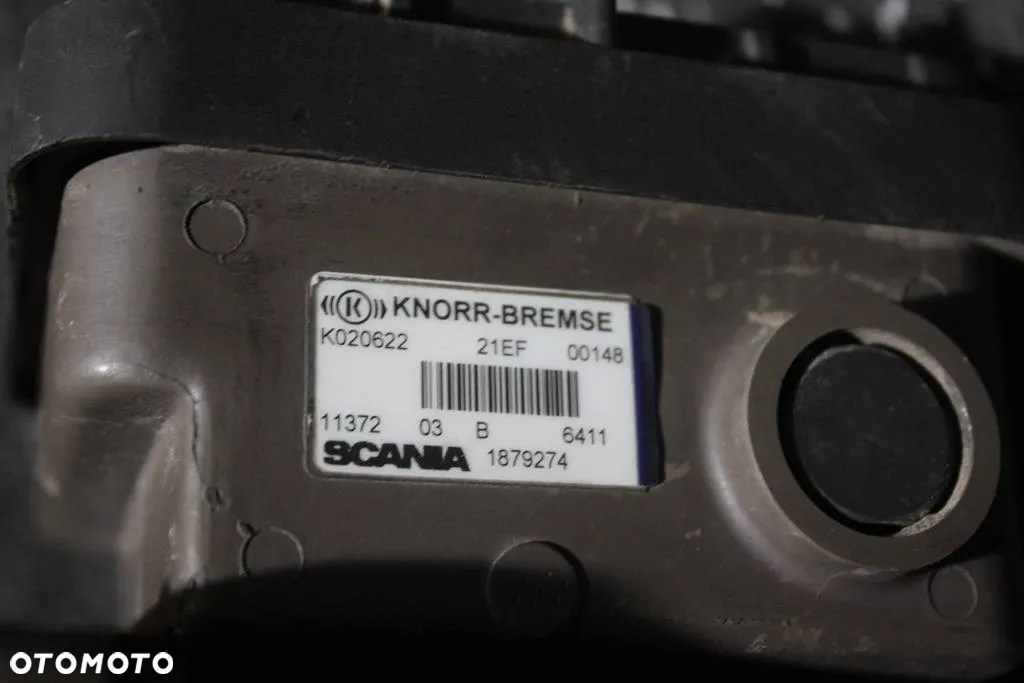 KNORR-BREMSE
K020622 21EF 00148
11372 03 B 6411
SCANIA 1879274
OTOMOTO